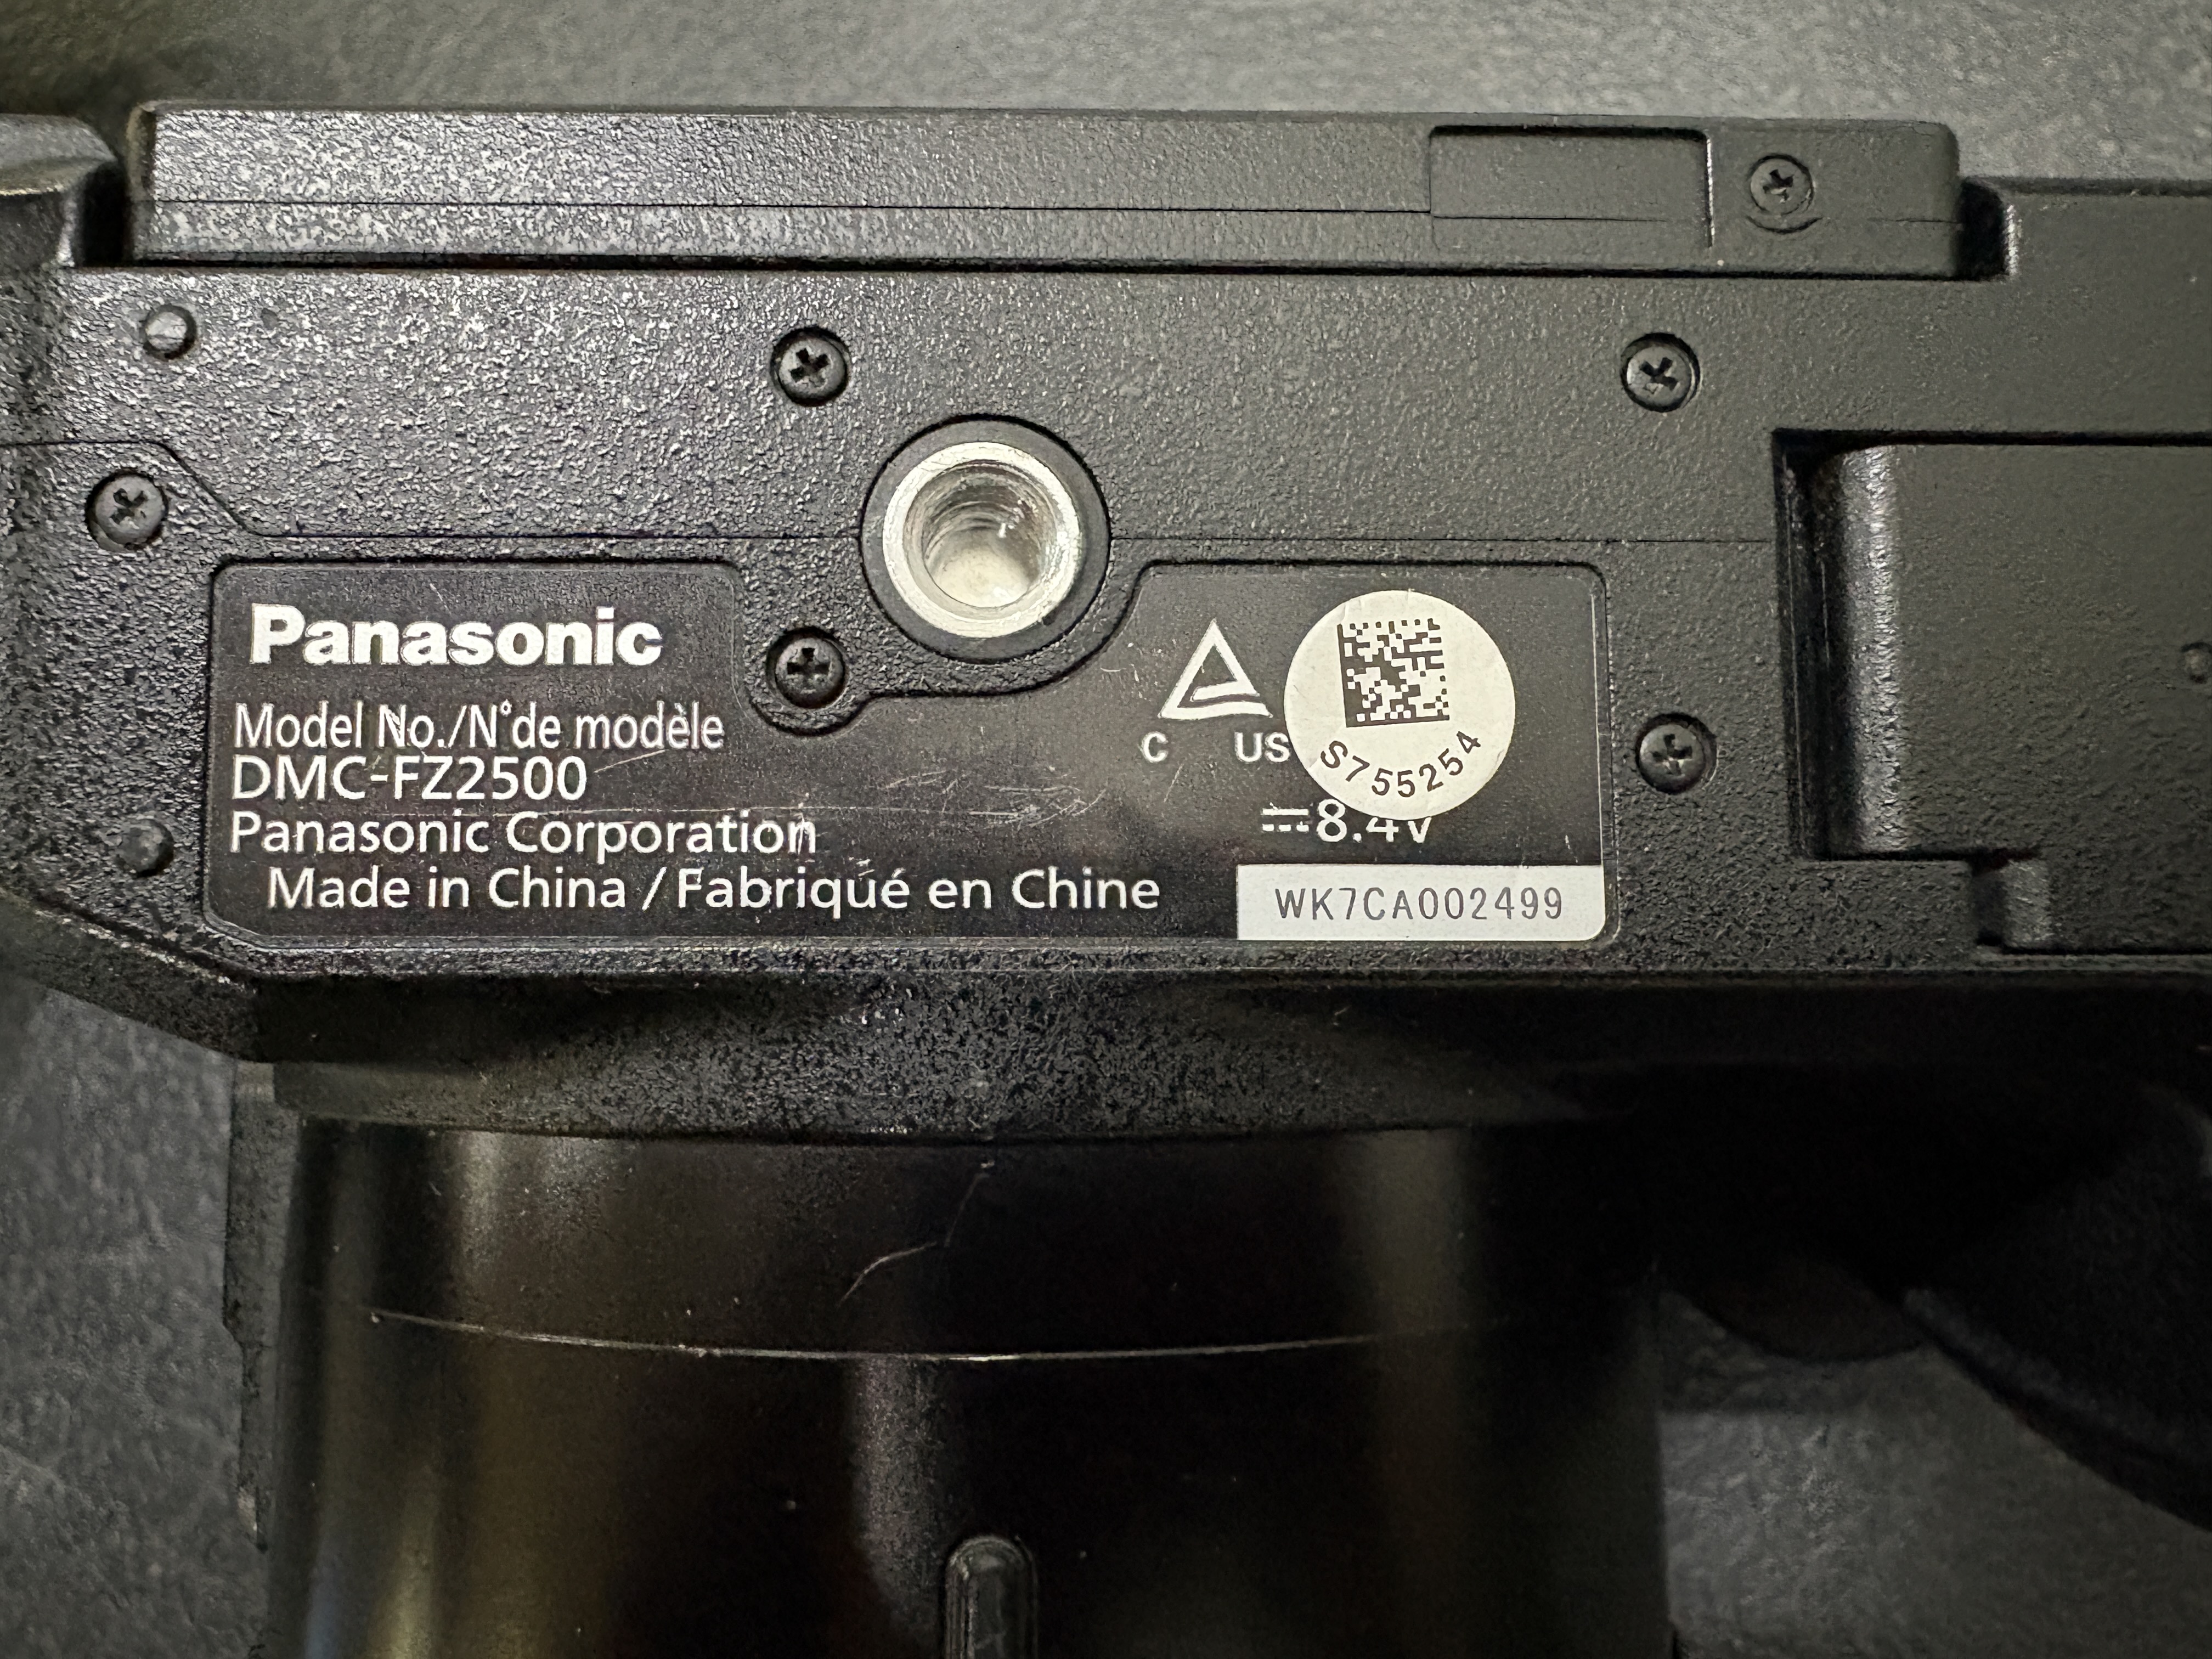 Panasonic
Model No./N° de modèle
DMC-FZ2500
Panasonic Corporation
Made in China / Fabriqué en Chine
C US
S755254
⎓8.4V
WK7CA002499